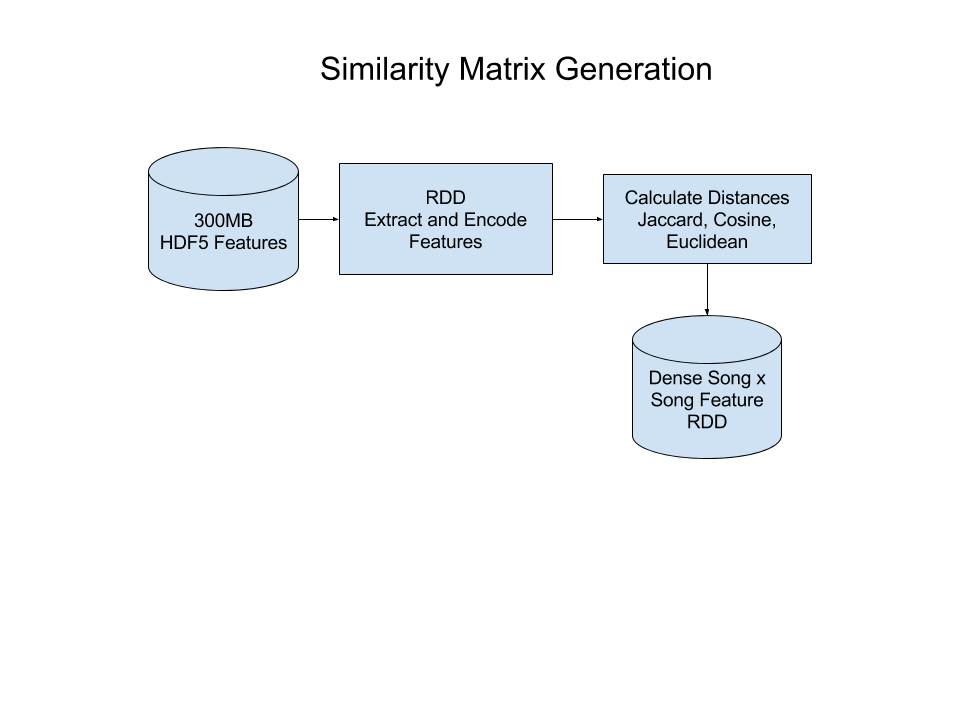 Similarity Matrix Generation
300MB
HDF5 Features
RDD
Extract and Encode
Features
Calculate Distances
Jaccard, Cosine,
Euclidean
Dense Song x
Song Feature
RDD